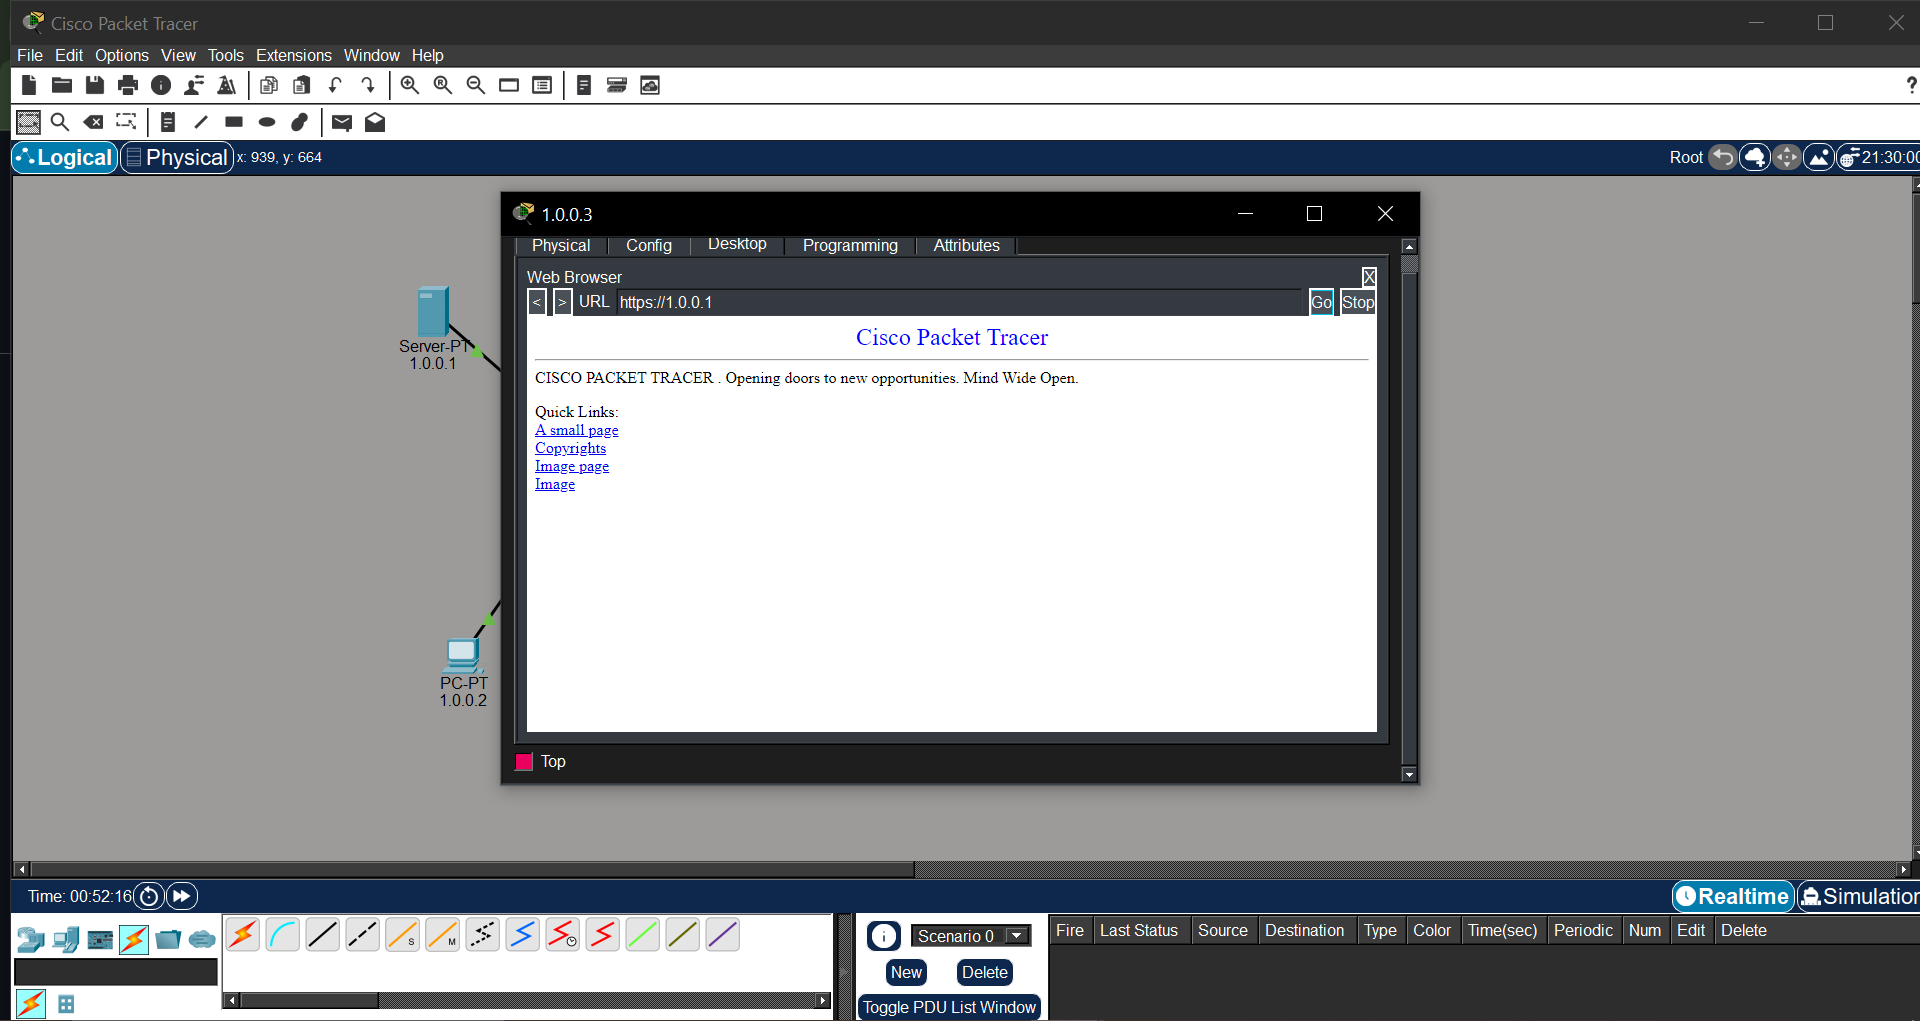 Cisco Packet Tracer
File Edit Options View Tools Extensions Window Help
?
Logical Physical x: 939, y: 664 Root 21:30:00
1.0.0.3
Physical Config Desktop Programming Attributes
Web Browser X
< > URL https://1.0.0.1 Go Stop
Cisco Packet Tracer
CISCO PACKET TRACER . Opening doors to new opportunities. Mind Wide Open.
Quick Links:
A small page
Copyrights
Image page
Image
Server-PT
1.0.0.1
PC-PT
1.0.0.2
Top
Time: 00:52:16 Realtime Simulation
S M
Scenario 0
New Delete
Toggle PDU List Window
Fire Last Status Source Destination Type Color Time(sec) Periodic Num Edit Delete